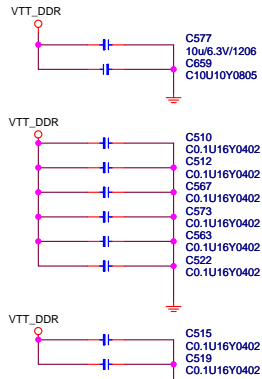 VTT_DDR
C577
10u/6.3V/1206
C659
C10U10Y0805
VTT_DDR
C510
C0.1U16Y0402
C512
C0.1U16Y0402
C567
C0.1U16Y0402
C573
C0.1U16Y0402
C563
C0.1U16Y0402
C522
C0.1U16Y0402
VTT_DDR
C515
C0.1U16Y0402
C519
C0.1U16Y0402